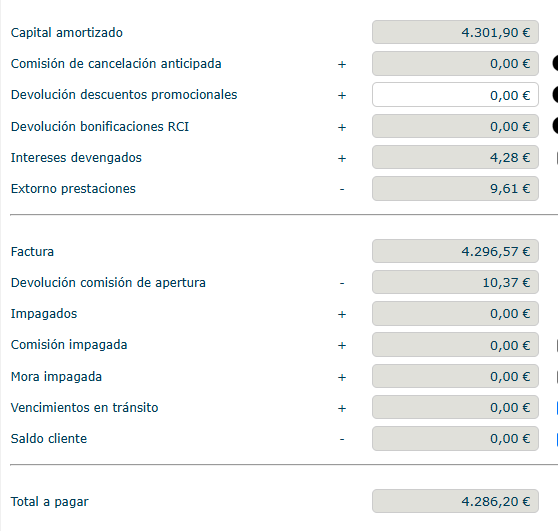 Capital amortizado 4.301,90 €
Comisión de cancelación anticipada + 0,00 €
Devolución descuentos promocionales + 0,00 €
Devolución bonificaciones RCI + 0,00 €
Intereses devengados + 4,28 €
Extorno prestaciones - 9,61 €
Factura 4.296,57 €
Devolución comisión de apertura - 10,37 €
Impagados + 0,00 €
Comisión impagada + 0,00 €
Mora impagada + 0,00 €
Vencimientos en tránsito + 0,00 €
Saldo cliente - 0,00 €
Total a pagar 4.286,20 €